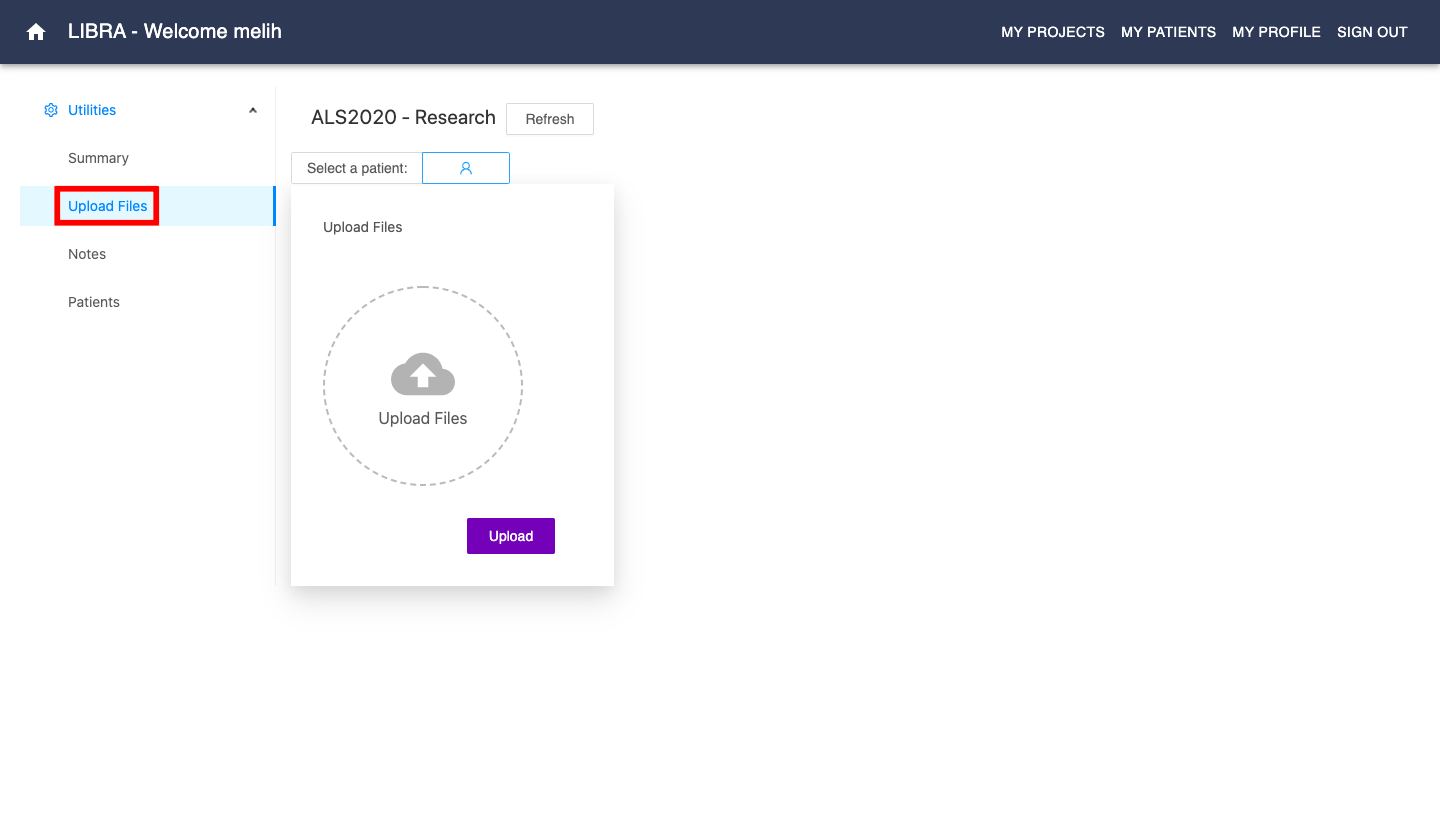 LIBRA - Welcome melih
MY PROJECTS MY PATIENTS MY PROFILE SIGN OUT
Utilities
Summary
Upload Files
Notes
Patients
ALS2020 - Research
Refresh
Select a patient:
Upload Files
Upload Files
Upload